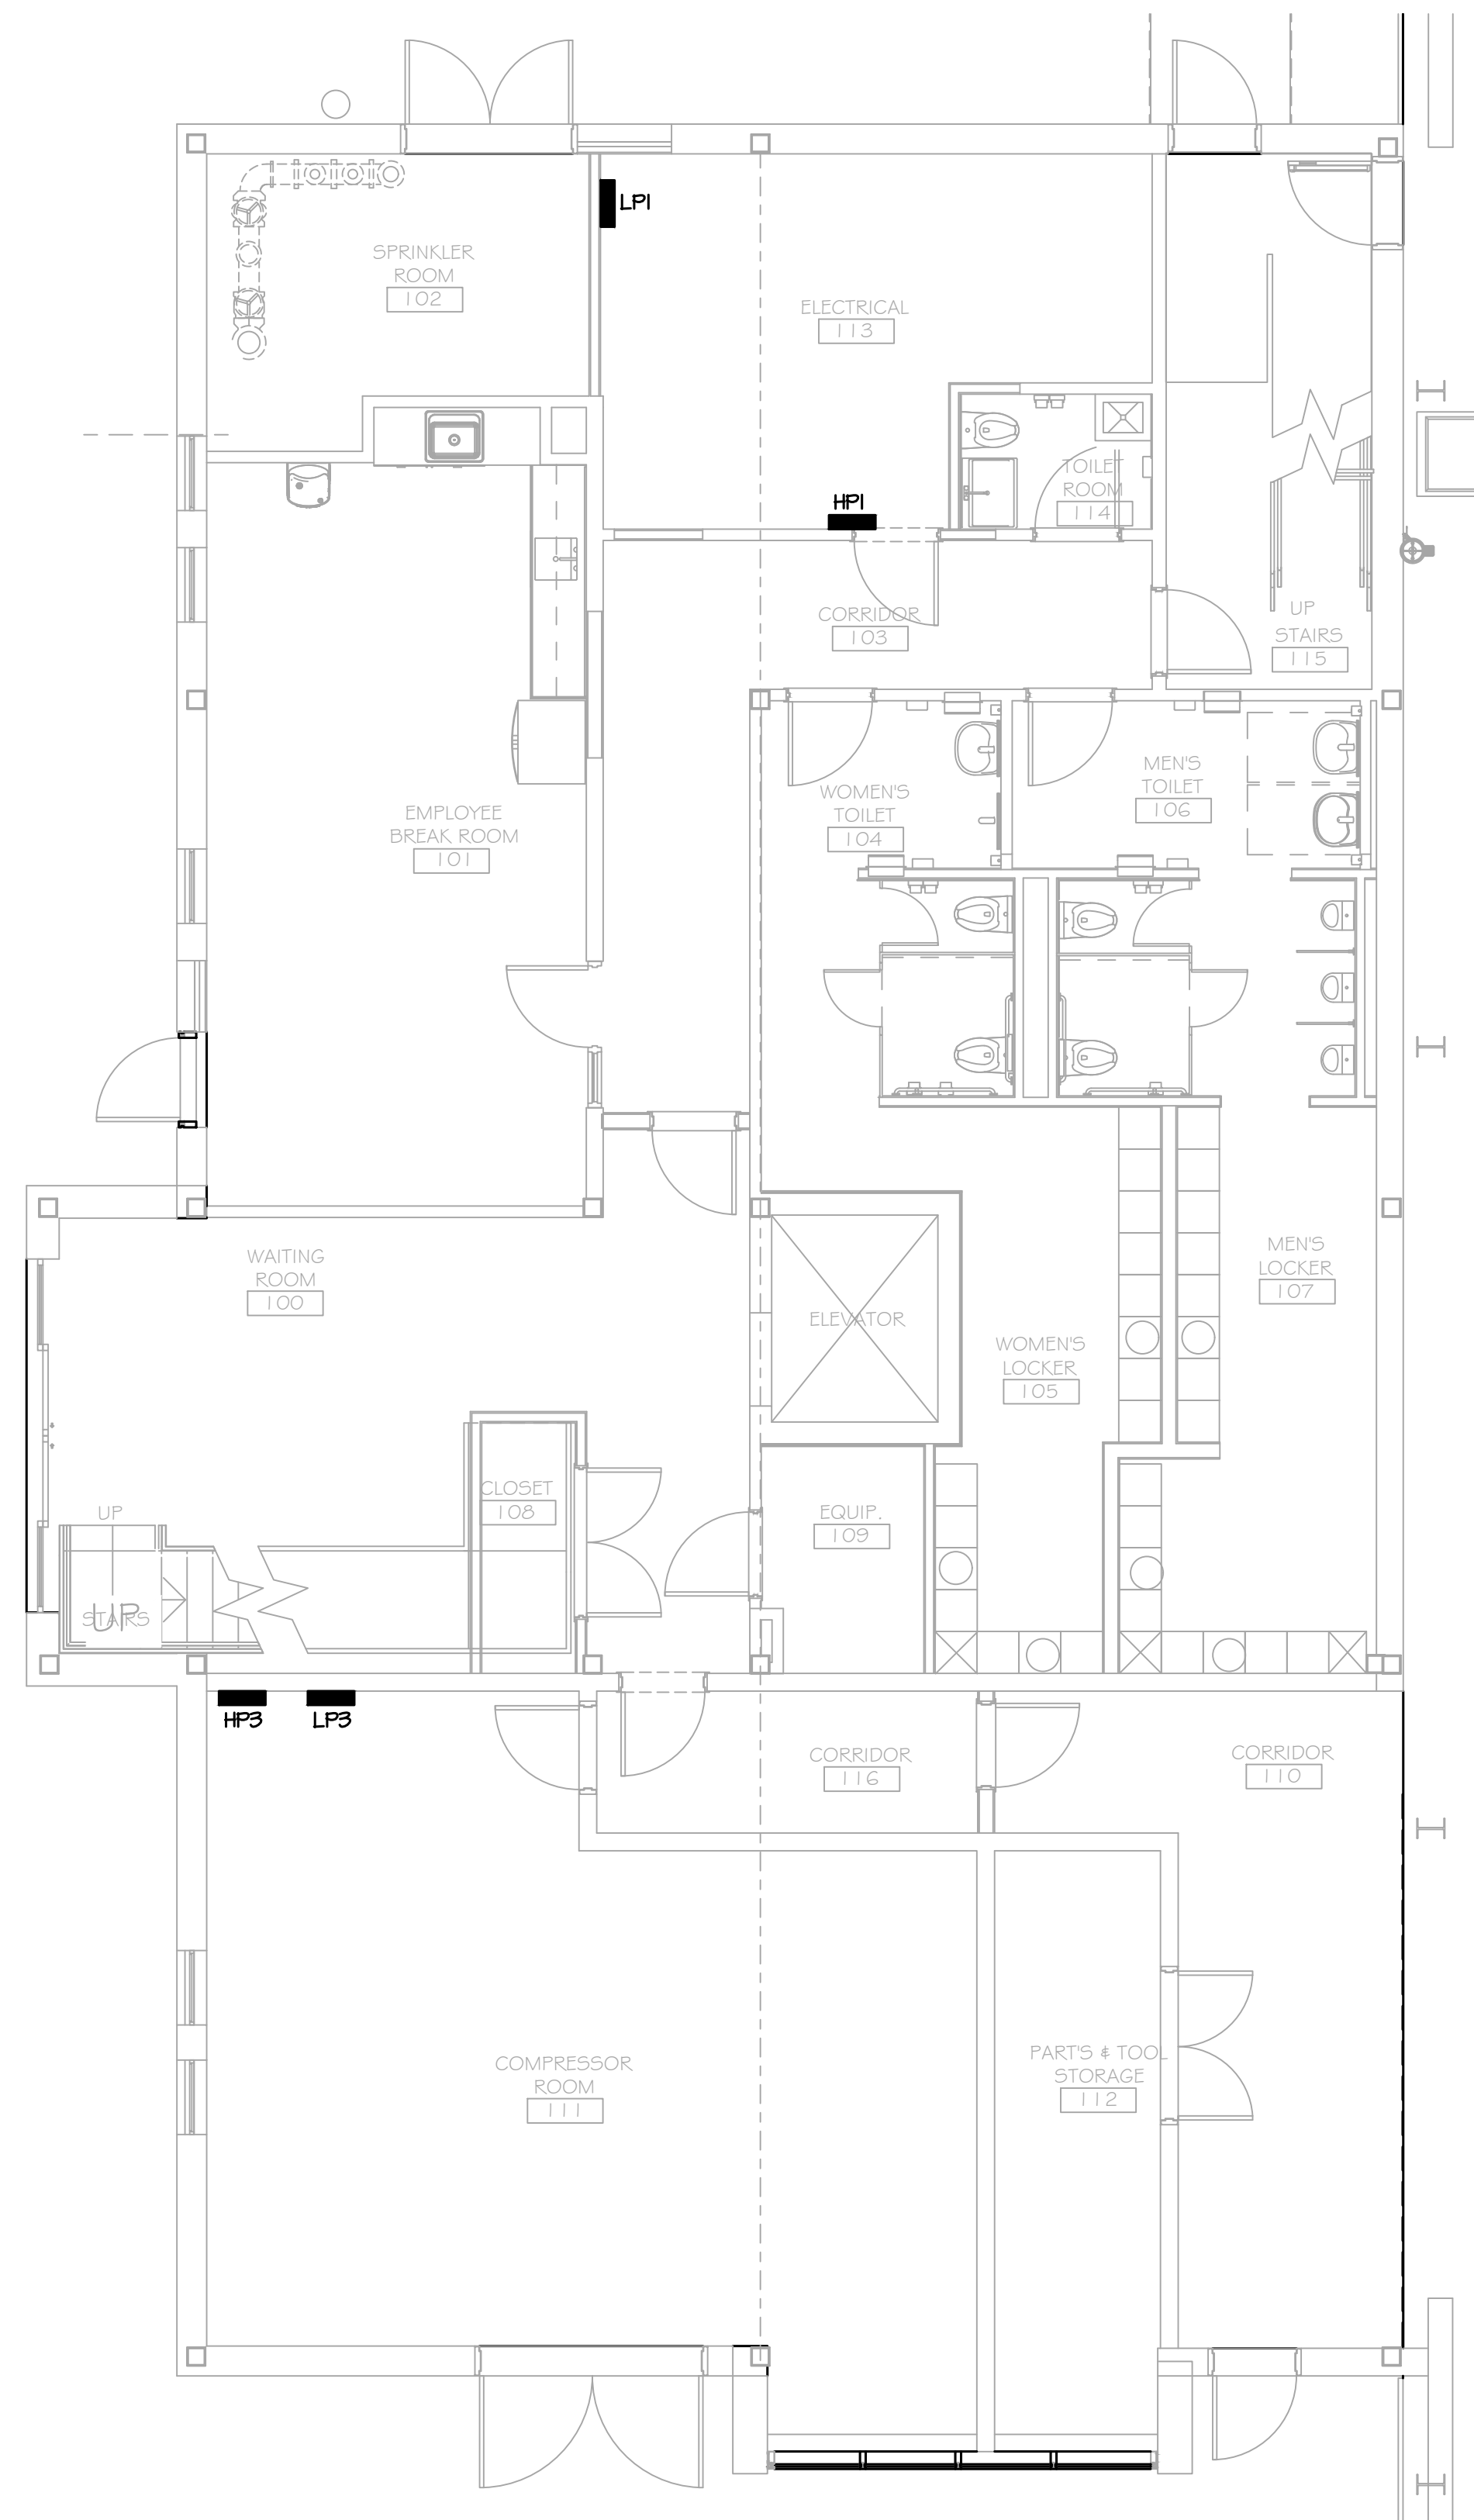 LP1
SPRINKLER
ROOM
102
ELECTRICAL
113
TOILET
ROOM
114
HP1
CORRIDOR
103
UP
STAIRS
115
MEN'S
TOILET
106
WOMEN'S
TOILET
104
EMPLOYEE
BREAK ROOM
101
WAITING
ROOM
100
MEN'S
LOCKER
107
ELEVATOR
WOMEN'S
LOCKER
105
CLOSET
108
UP
EQUIP.
109
STAIRS
UP
HP3
LP3
CORRIDOR
116
CORRIDOR
110
COMPRESSOR
ROOM
111
PART'S & TOOL
STORAGE
112